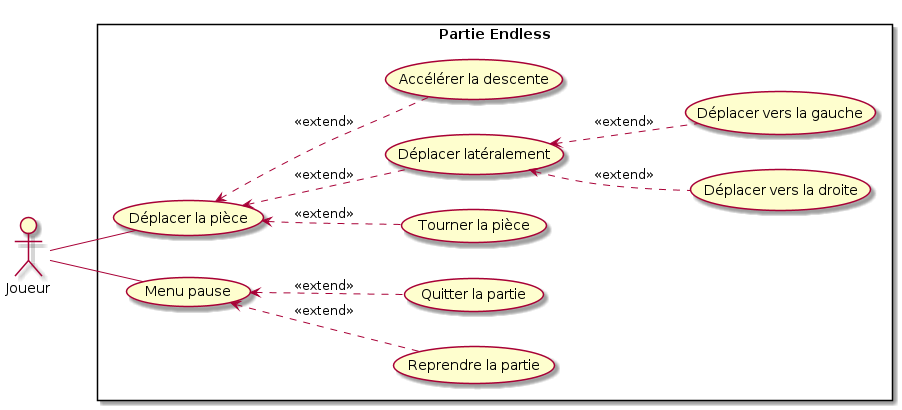 Partie Endless
Accélérer la descente
Déplacer vers la gauche
«extend»
«extend»
Déplacer latéralement
«extend»
«extend»
Déplacer vers la droite
Déplacer la pièce
«extend»
Tourner la pièce
Joueur
Menu pause
«extend»
Quitter la partie
«extend»
Reprendre la partie